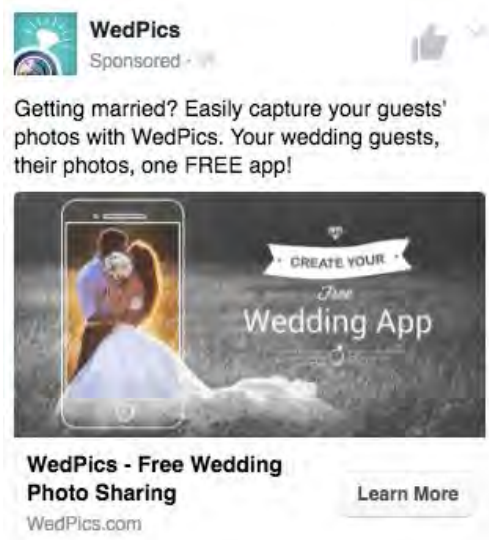 WedPics
Sponsored ·
Getting married? Easily capture your guests'
photos with WedPics. Your wedding guests,
their photos, one FREE app!
CREATE YOUR
Free
Wedding App
WedPics - Free Wedding
Photo Sharing
Learn More
WedPics.com